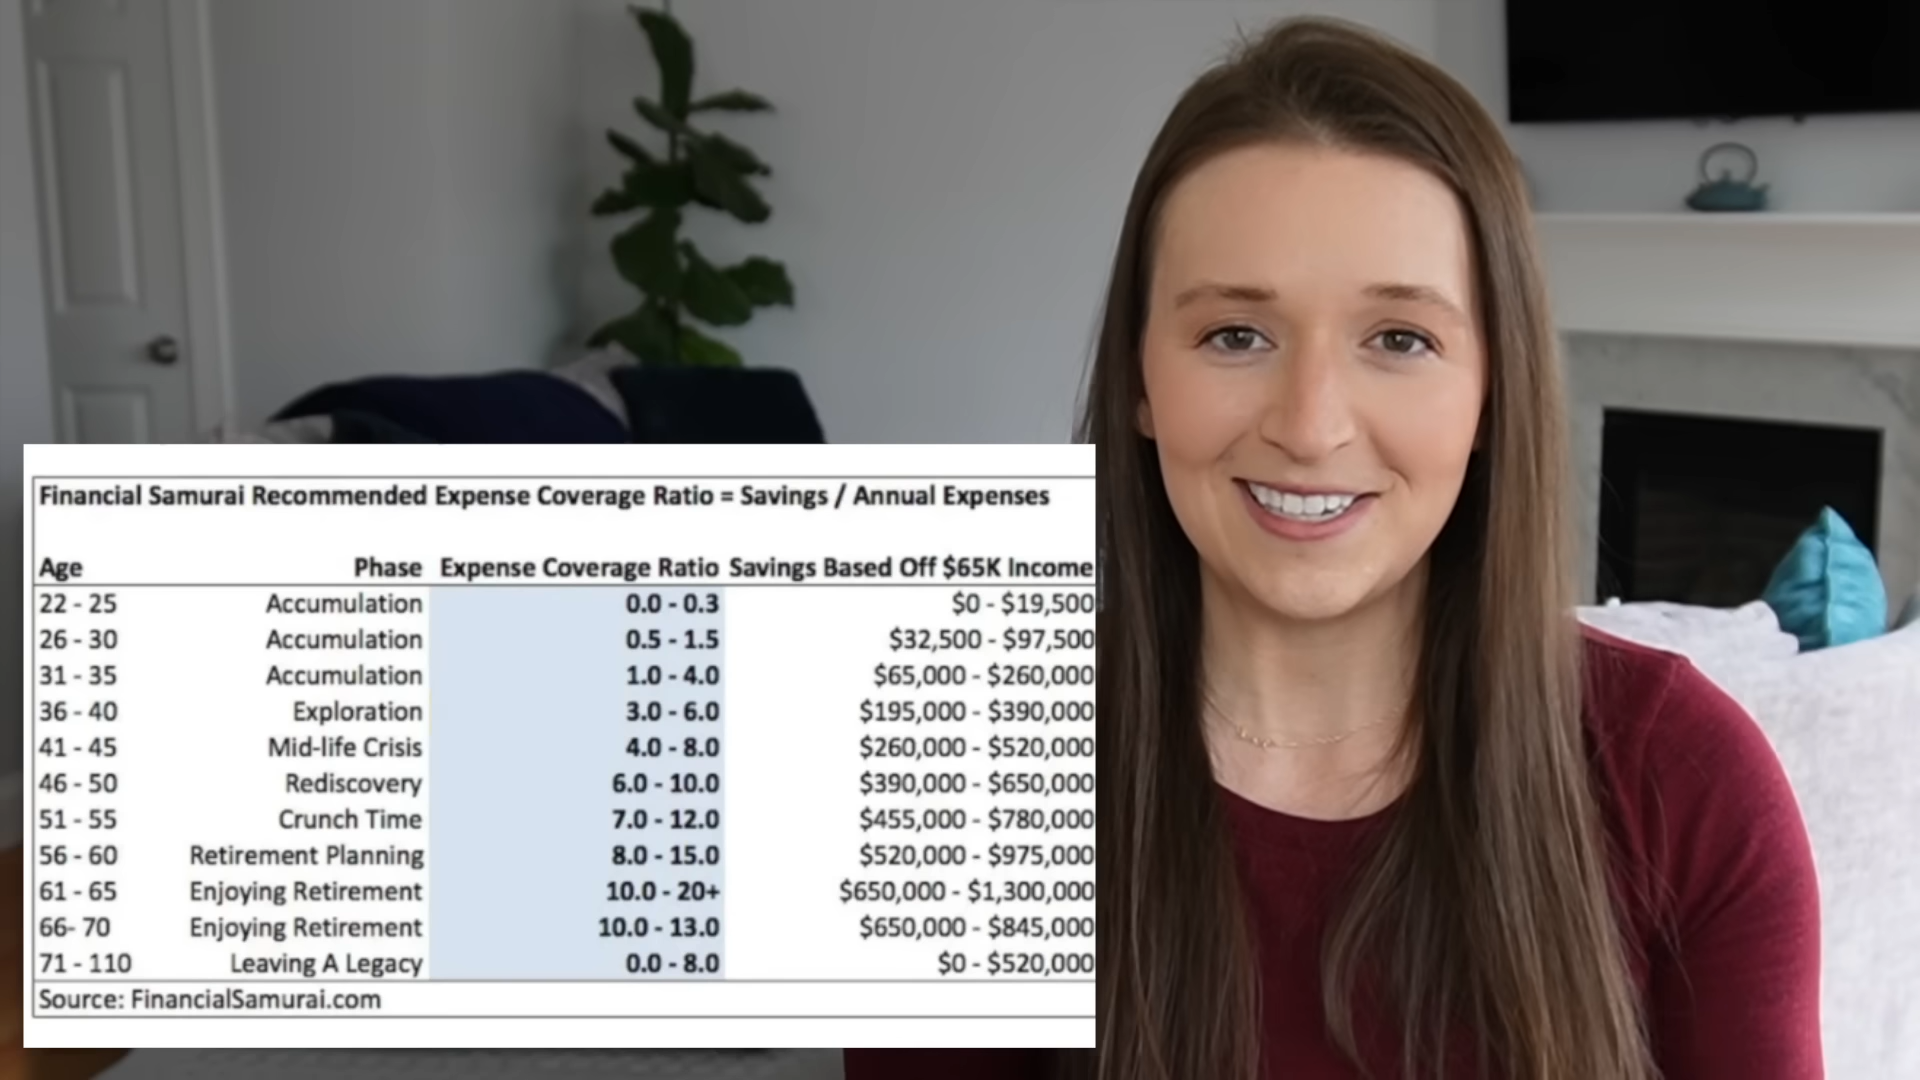 Financial Samurai Recommended Expense Coverage Ratio = Savings / Annual Expenses
Age Phase Expense Coverage Ratio Savings Based Off $65K Income
22 - 25 Accumulation 0.0 - 0.3 $0 - $19,500
26 - 30 Accumulation 0.5 - 1.5 $32,500 - $97,500
31 - 35 Accumulation 1.0 - 4.0 $65,000 - $260,000
36 - 40 Exploration 3.0 - 6.0 $195,000 - $390,000
41 - 45 Mid-life Crisis 4.0 - 8.0 $260,000 - $520,000
46 - 50 Rediscovery 6.0 - 10.0 $390,000 - $650,000
51 - 55 Crunch Time 7.0 - 12.0 $455,000 - $780,000
56 - 60 Retirement Planning 8.0 - 15.0 $520,000 - $975,000
61 - 65 Enjoying Retirement 10.0 - 20+ $650,000 - $1,300,000
66- 70 Enjoying Retirement 10.0 - 13.0 $650,000 - $845,000
71 - 110 Leaving A Legacy 0.0 - 8.0 $0 - $520,000
Source: FinancialSamurai.com